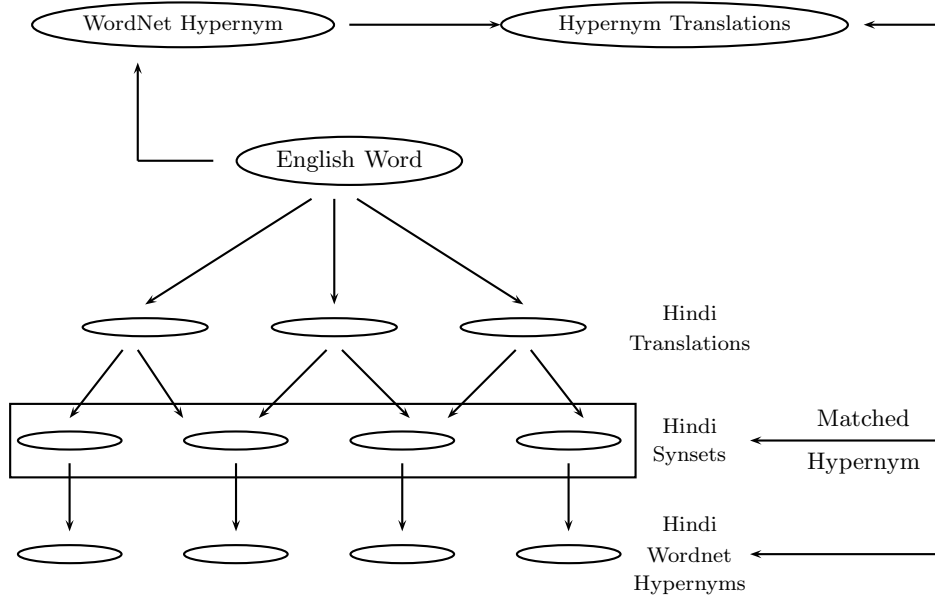 WordNet Hypernym
Hypernym Translations
English Word
Hindi
Translations
Hindi
Synsets
Matched
Hypernym
Hindi
Wordnet
Hypernyms